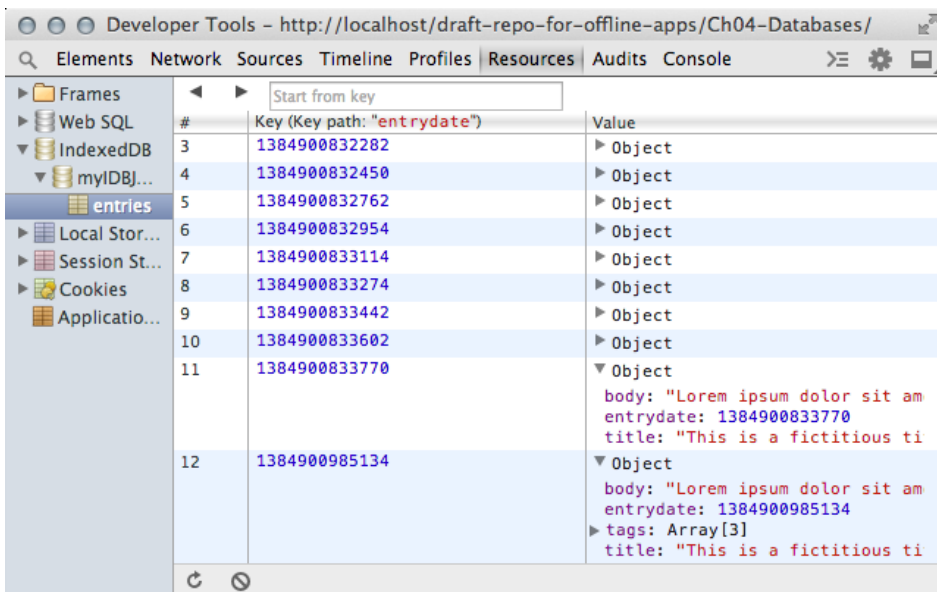 Developer Tools – http://localhost/draft-repo-for-offline-apps/Ch04-Databases/
Elements Network Sources Timeline Profiles Resources Audits Console
Frames
Web SQL
IndexedDB
myIDBJ...
entries
Local Stor...
Session St...
Cookies
Applicatio...
Start from key
# Key (Key path: "entrydate") Value
3 1384900832282 Object
4 1384900832450 Object
5 1384900832762 Object
6 1384900832954 Object
7 1384900833114 Object
8 1384900833274 Object
9 1384900833442 Object
10 1384900833602 Object
11 1384900833770 Object
body: "Lorem ipsum dolor sit am
entrydate: 1384900833770
title: "This is a fictitious ti
12 1384900985134 Object
body: "Lorem ipsum dolor sit am
entrydate: 1384900985134
tags: Array[3]
title: "This is a fictitious ti